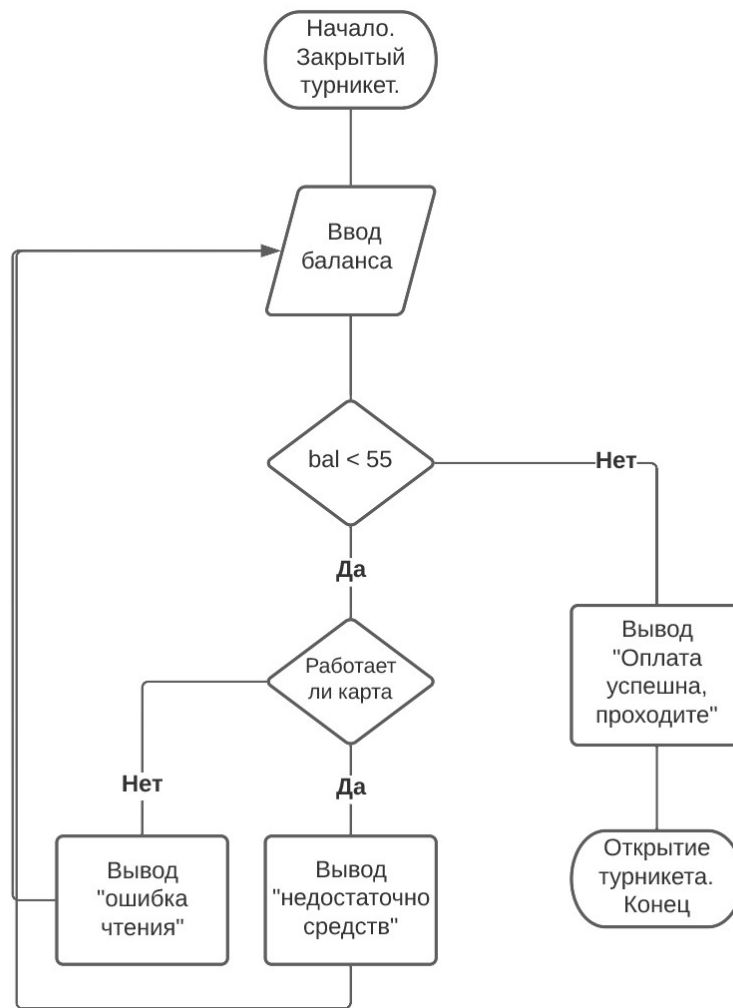 Начало.
Закрытый
турникет.
Ввод
баланса
bal < 55
Нет
Да
Работает
ли карта
Вывод
"Оплата
успешна,
проходите"
Нет
Да
Вывод
"ошибка
чтения"
Вывод
"недостаточно
средств"
Открытие
турникета.
Конец